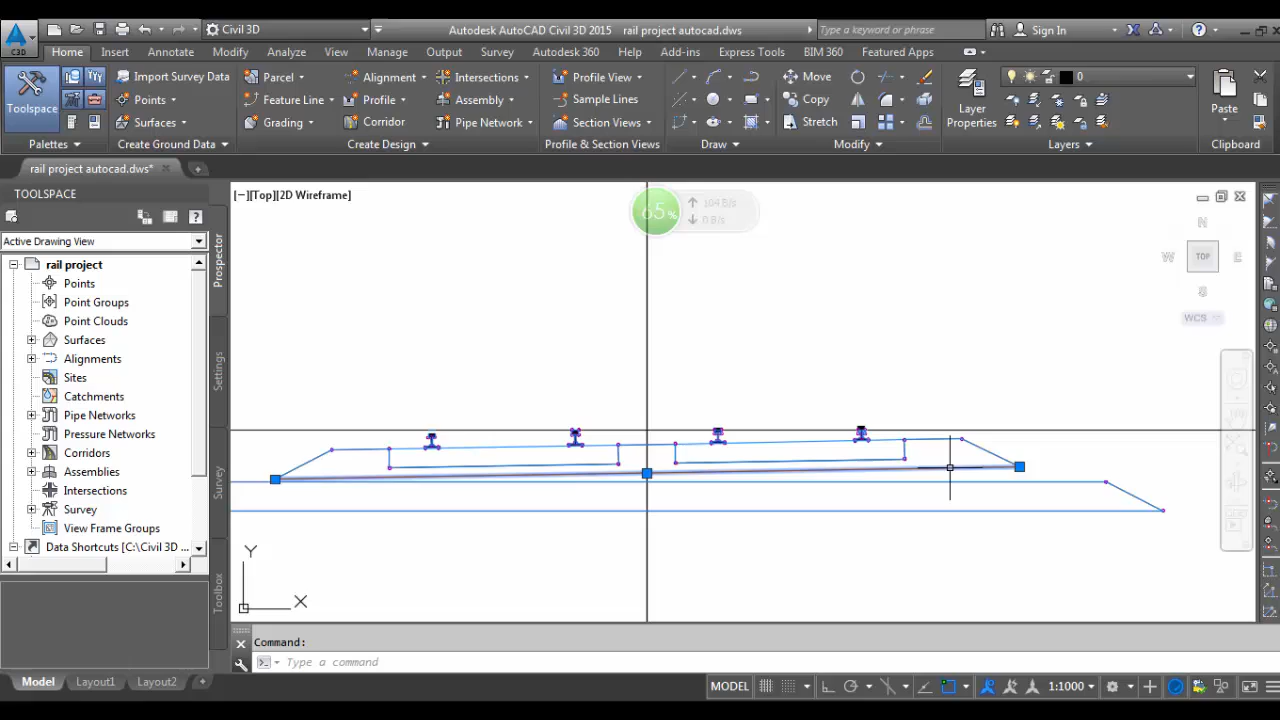 Civil 3D
Autodesk AutoCAD Civil 3D 2015 rail project autocad.dws
Type a keyword or phrase
Sign In
C3D
Home Insert Annotate Modify Analyze View Manage Output Survey Autodesk 360 Help Add-ins Express Tools BIM 360 Featured Apps
Toolspace
Import Survey Data
Points
Surfaces
Parcel
Feature Line
Grading
Alignment
Profile
Corridor
Intersections
Assembly
Pipe Network
Profile View
Sample Lines
Section Views
Move
Copy
Stretch
Layer
Properties
0
Paste
Palettes Create Ground Data Create Design Profile & Section Views Draw Modify Layers Clipboard
rail project autocad.dws*
TOOLSPACE
Active Drawing View
rail project
Points
Point Groups
Point Clouds
Surfaces
Alignments
Sites
Catchments
Pipe Networks
Pressure Networks
Corridors
Assemblies
Intersections
Survey
View Frame Groups
Data Shortcuts [C:\Civil 3D ...
Prospector
Settings
Survey
Toolbox
[−][Top][2D Wireframe]
65%
104 B/s
0 B/s
N
W TOP E
S
WCS
Y
X
Command:
Type a command
Model Layout1 Layout2
MODEL
1:1000